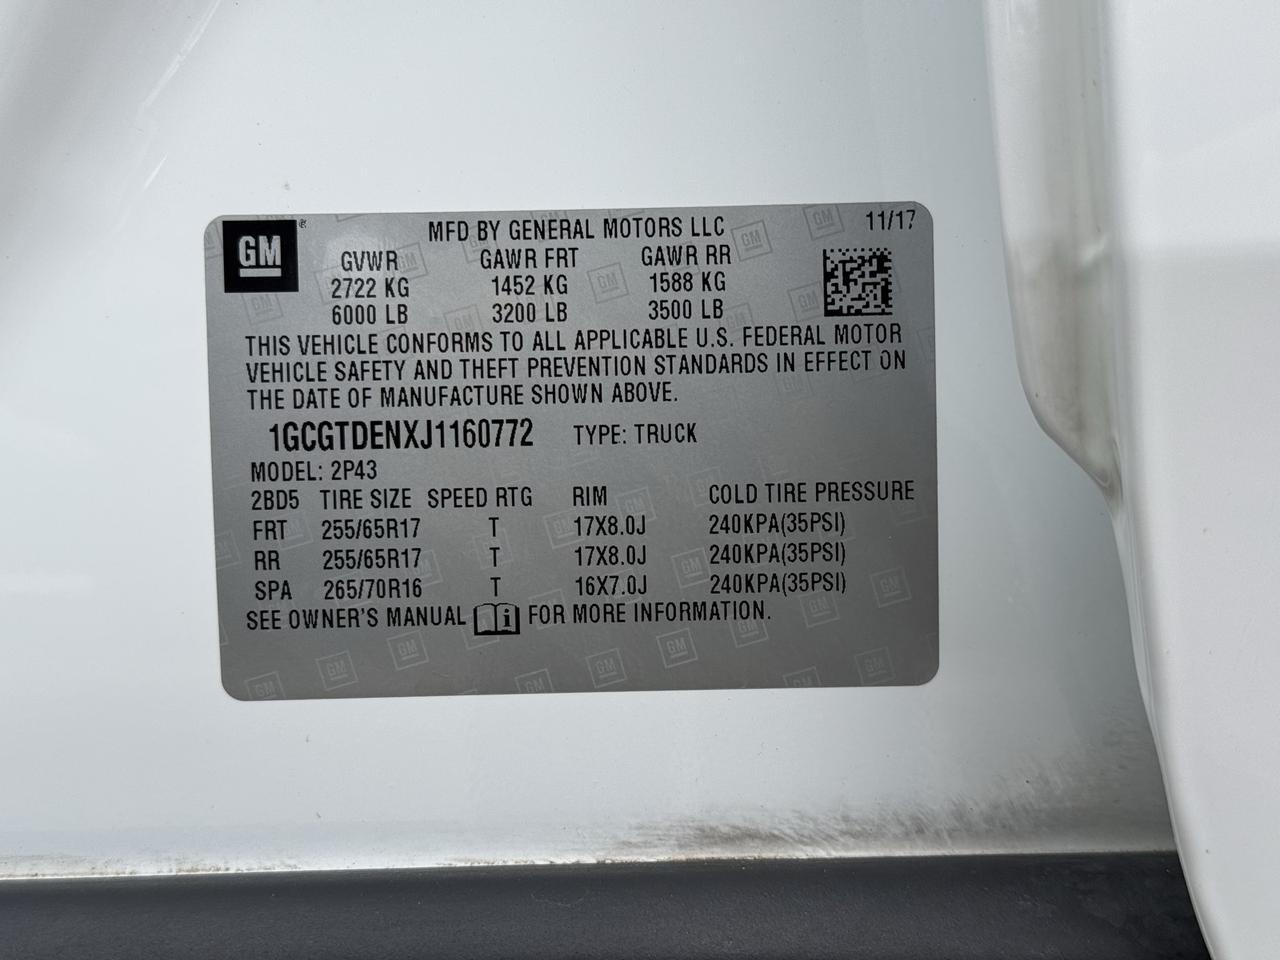 GM
MFD BY GENERAL MOTORS LLC 11/17
GVWR GAWR FRT GAWR RR
2722 KG 1452 KG 1588 KG
6000 LB 3200 LB 3500 LB
THIS VEHICLE CONFORMS TO ALL APPLICABLE U.S. FEDERAL MOTOR
VEHICLE SAFETY AND THEFT PREVENTION STANDARDS IN EFFECT ON
THE DATE OF MANUFACTURE SHOWN ABOVE.
1GCGTDENXJ1160772 TYPE: TRUCK
MODEL: 2P43
2BD5 TIRE SIZE SPEED RTG RIM COLD TIRE PRESSURE
FRT 255/65R17 T 17X8.0J 240KPA(35PSI)
RR 255/65R17 T 17X8.0J 240KPA(35PSI)
SPA 265/70R16 T 16X7.0J 240KPA(35PSI)
SEE OWNER'S MANUAL i FOR MORE INFORMATION.